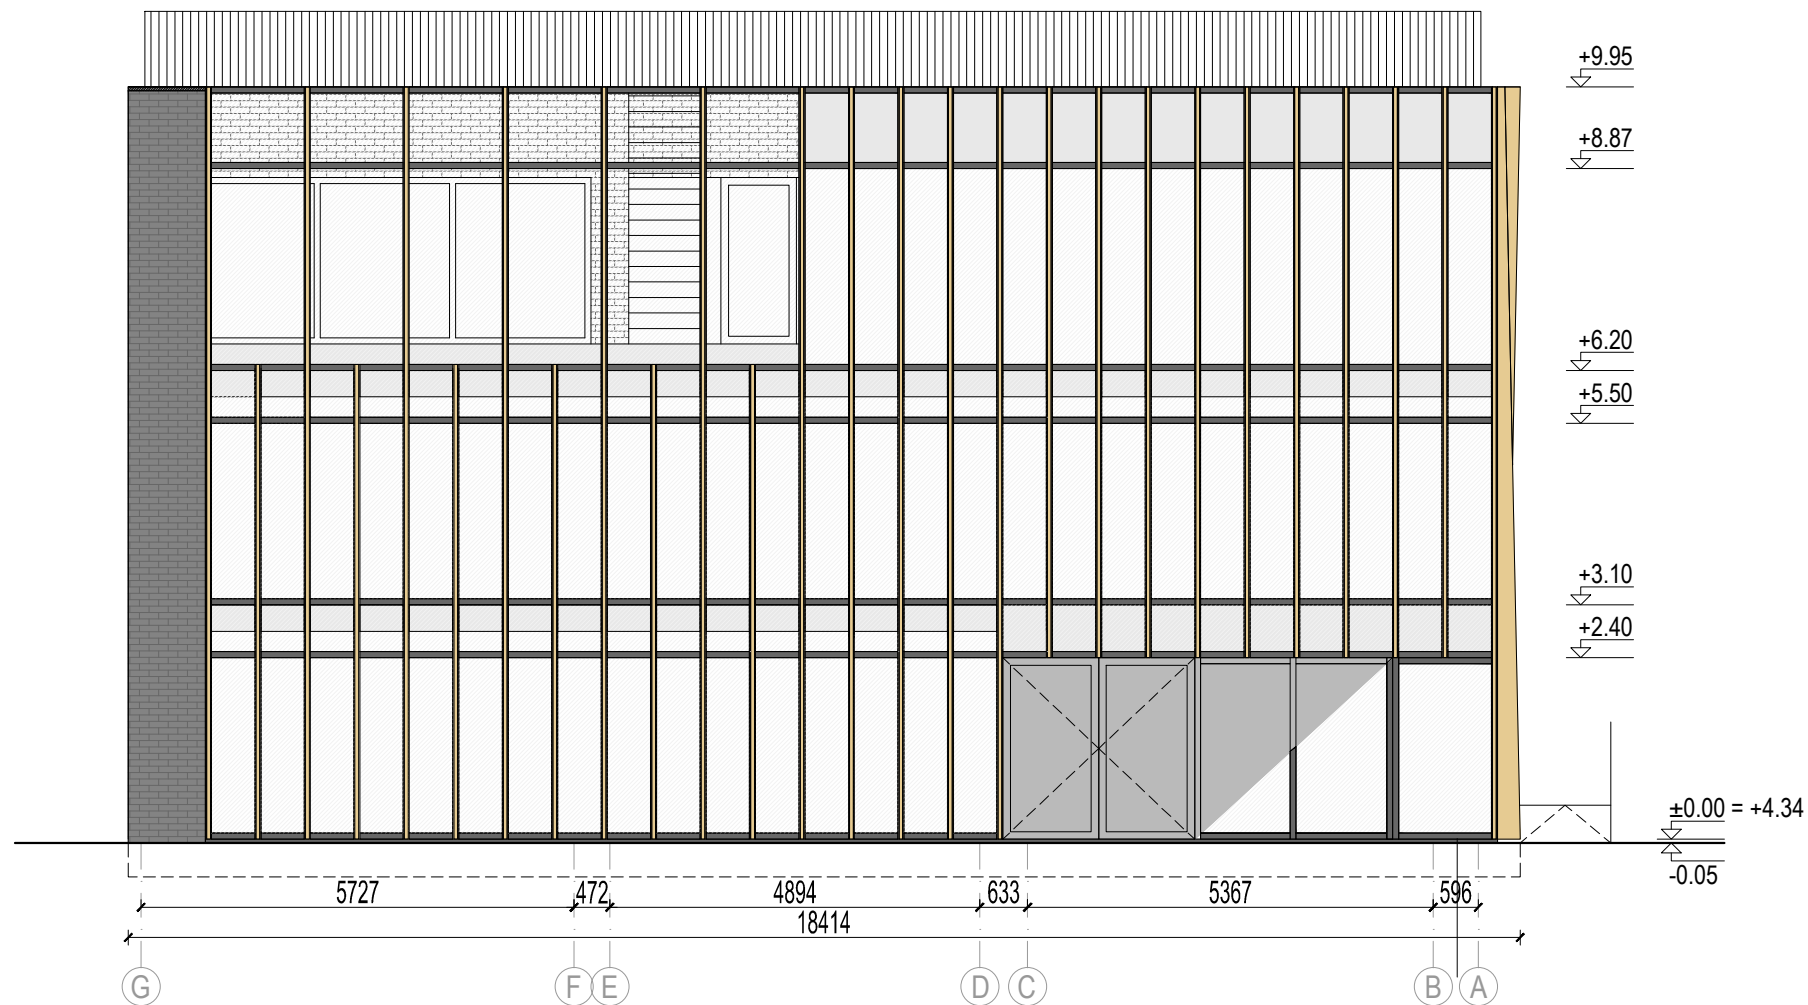 +9.95
+8.87
+6.20
+5.50
+3.10
+2.40
±0.00 = +4.34
-0.05
5727 472 4894 633 5367 596
18414
G F E D C B A